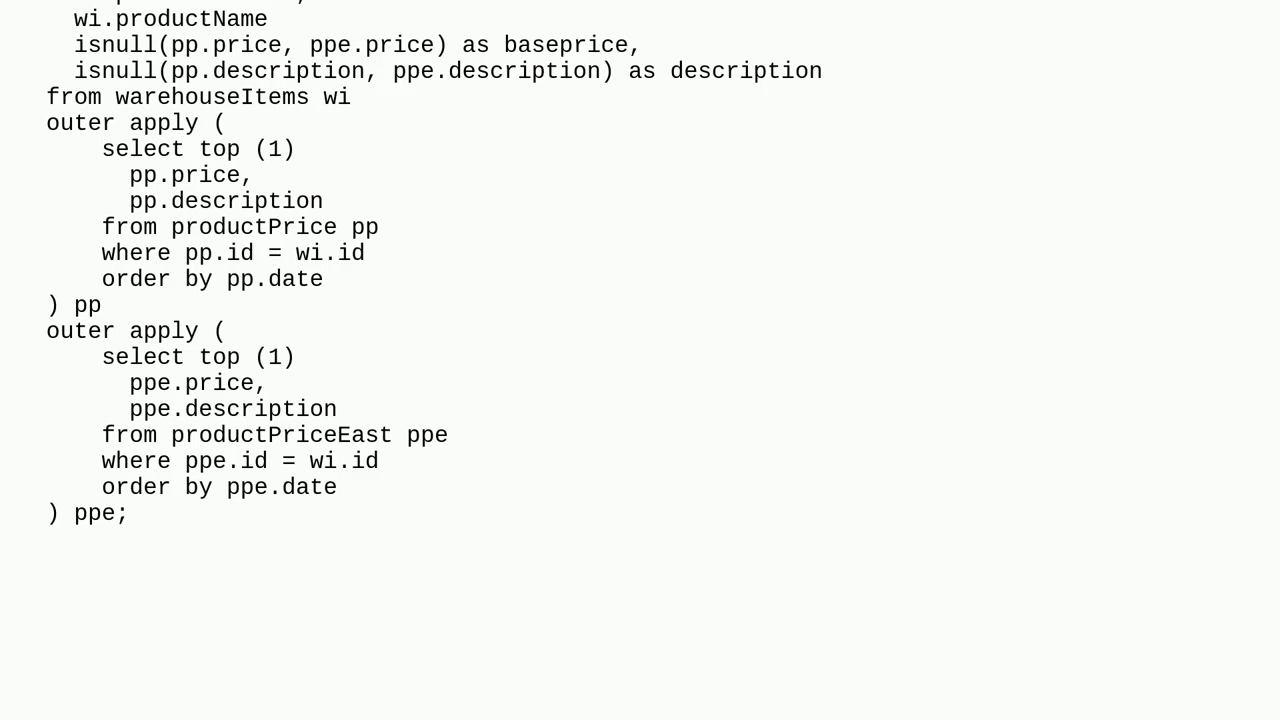 wi.productName
isnull(pp.price, ppe.price) as baseprice,
isnull(pp.description, ppe.description) as description
from warehouseItems wi
outer apply (
select top (1)
pp.price,
pp.description
from productPrice pp
where pp.id = wi.id
order by pp.date
) pp
outer apply (
select top (1)
ppe.price,
ppe.description
from productPriceEast ppe
where ppe.id = wi.id
order by ppe.date
) ppe;